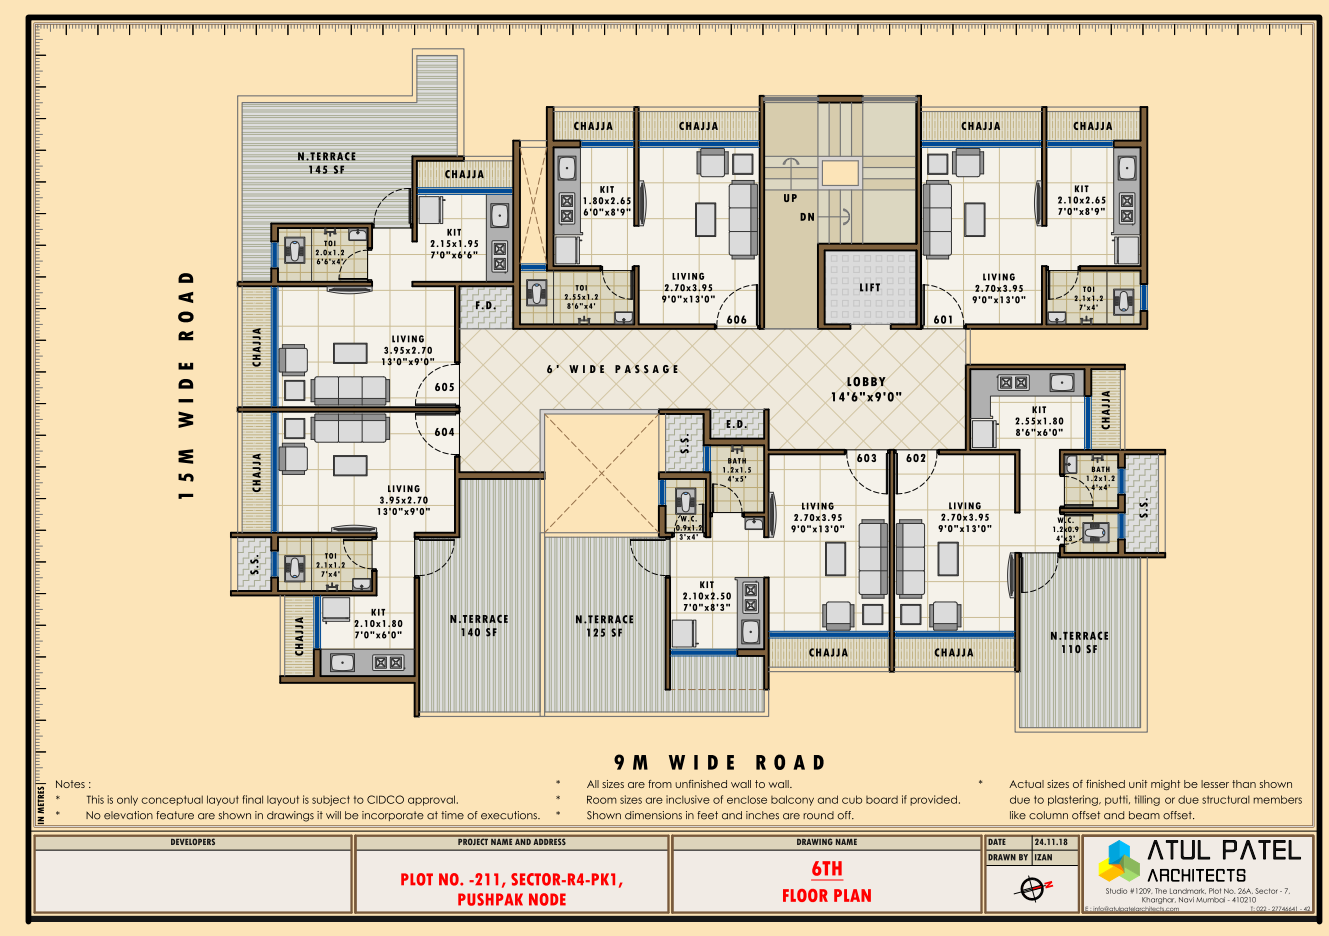 CHAJJA
CHAJJA
CHAJJA
CHAJJA
N.TERRACE
145 SF
CHAJJA
KIT
1.80x2.65
6'0"x8'9"
UP
DN
KIT
2.10x2.65
7'0"x8'9"
KIT
2.15x1.95
7'0"x6'6"
TOI
2.0x1.2
6'6"x4'
LIVING
2.70x3.95
9'0"x13'0"
LIFT
LIVING
2.70x3.95
9'0"x13'0"
TOI
2.55x1.2
8'6"x4'
TOI
2.1x1.2
7'x4'
F.D.
606
601
15M WIDE ROAD
CHAJJA
LIVING
3.95x2.70
13'0"x9'0"
605
6' WIDE PASSAGE
LOBBY
14'6"x9'0"
604
KIT
2.55x1.80
8'6"x6'0"
CHAJJA
E.D.
S.S.
BATH
1.2x1.5
4'x5'
603
602
BATH
1.2x1.2
4'x4'
CHAJJA
LIVING
3.95x2.70
13'0"x9'0"
W.C.
0.9x1.2
3'x4'
LIVING
2.70x3.95
9'0"x13'0"
LIVING
2.70x3.95
9'0"x13'0"
W.C.
1.2x0.9
4'x3'
S.S.
S.S.
TOI
2.1x1.2
7'x4'
KIT
2.10x2.50
7'0"x8'3"
KIT
2.10x1.80
7'0"x6'0"
CHAJJA
N.TERRACE
140 SF
N.TERRACE
125 SF
N.TERRACE
110 SF
CHAJJA
CHAJJA
9M WIDE ROAD
IN METRES
Notes :
* This is only conceptual layout final layout is subject to CIDCO approval.
* No elevation feature are shown in drawings it will be incorporate at time of executions.
* All sizes are from unfinished wall to wall.
* Room sizes are inclusive of enclose balcony and cub board if provided.
* Shown dimensions in feet and inches are round off.
* Actual sizes of finished unit might be lesser than shown
due to plastering, putti, tilling or due structural members
like column offset and beam offset.
DEVELOPERS
PROJECT NAME AND ADDRESS
PLOT NO. -211, SECTOR-R4-PK1,
PUSHPAK NODE
DRAWING NAME
6TH
FLOOR PLAN
DATE 24.11.18
DRAWN BY IZAN
N
ATUL PATEL
ARCHITECTS
Studio #1209, The Landmark, Plot No. 26A, Sector - 7,
Kharghar, Navi Mumbai - 410210
E : info@atulpatelarchitects.com T: 022 - 27746641 - 42